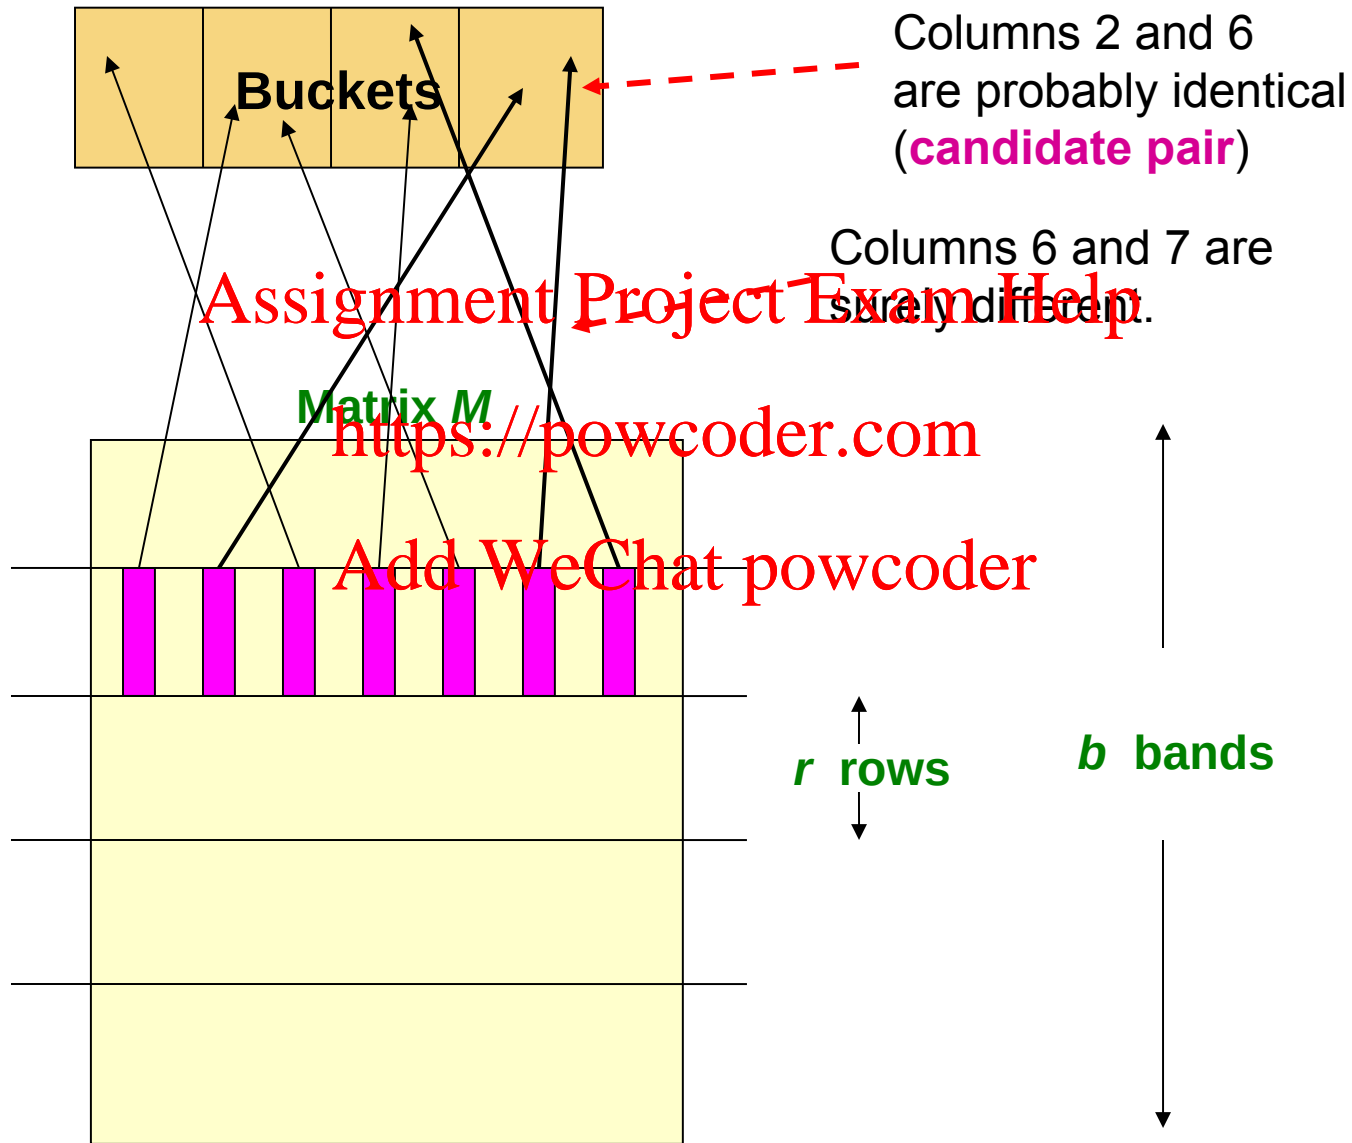 Buckets
Columns 2 and 6
are probably identical
(candidate pair)
Columns 6 and 7 are
surely different.
Assignment Project Exam Help
Matrix M
https://powcoder.com
Add WeChat powcoder
r rows
b bands